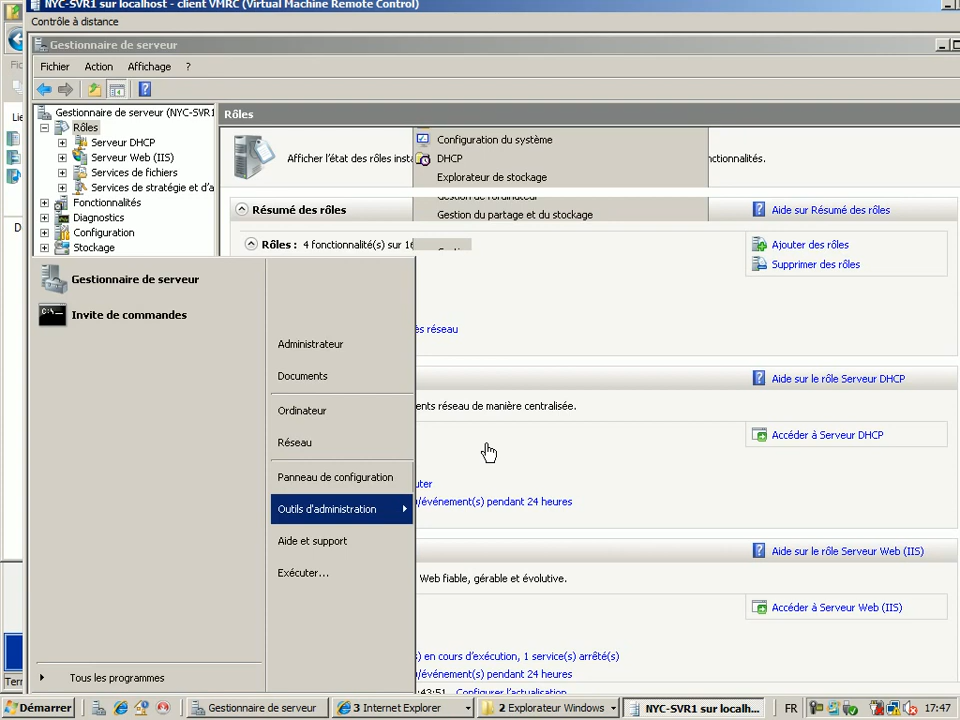 NYC-SVR1 sur localhost - client VMRC (Virtual Machine Remote Control)
Contrôle à distance
Gestionnaire de serveur
Fichier Action Affichage ?
Gestionnaire de serveur (NYC-SVR1
Rôles
Serveur DHCP
Serveur Web (IIS)
Services de fichiers
Services de stratégie et d'a
Fonctionnalités
Diagnostics
Configuration
Stockage
Rôles
Afficher l'état des rôles insta
nctionnalités.
Configuration du système
DHCP
Explorateur de stockage
Gestion du partage et du stockage
Résumé des rôles
Aide sur Résumé des rôles
Rôles : 4 fonctionnalité(s) sur 16
Ajouter des rôles
Supprimer des rôles
ès réseau
Aide sur le rôle Serveur DHCP
ents réseau de manière centralisée.
Accéder à Serveur DHCP
uter
/événement(s) pendant 24 heures
Aide sur le rôle Serveur Web (IIS)
Web fiable, gérable et évolutive.
Accéder à Serveur Web (IIS)
) en cours d'exécution, 1 service(s) arrêté(s)
/événement(s) pendant 24 heures
:43:51 Configurer l'actualisation
Gestionnaire de serveur
Invite de commandes
Administrateur
Documents
Ordinateur
Réseau
Panneau de configuration
Outils d'administration
Aide et support
Exécuter...
Tous les programmes
Fic
Lie
D
Terr
Démarrer
Gestionnaire de serveur
3 Internet Explorer
2 Explorateur Windows
NYC-SVR1 sur localh...
FR
17:47